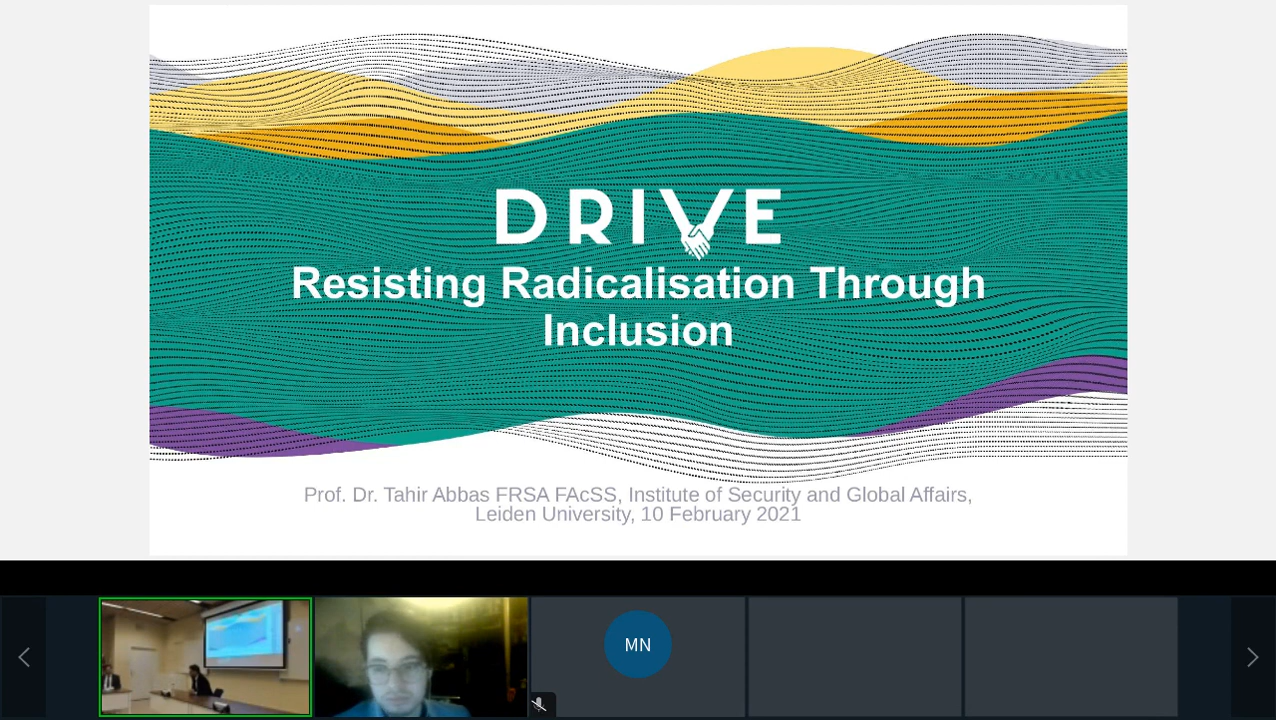 DRIVE
Resisting Radicalisation Through
Inclusion
Prof. Dr. Tahir Abbas FRSA FAcSS, Institute of Security and Global Affairs,
Leiden University, 10 February 2021
MN